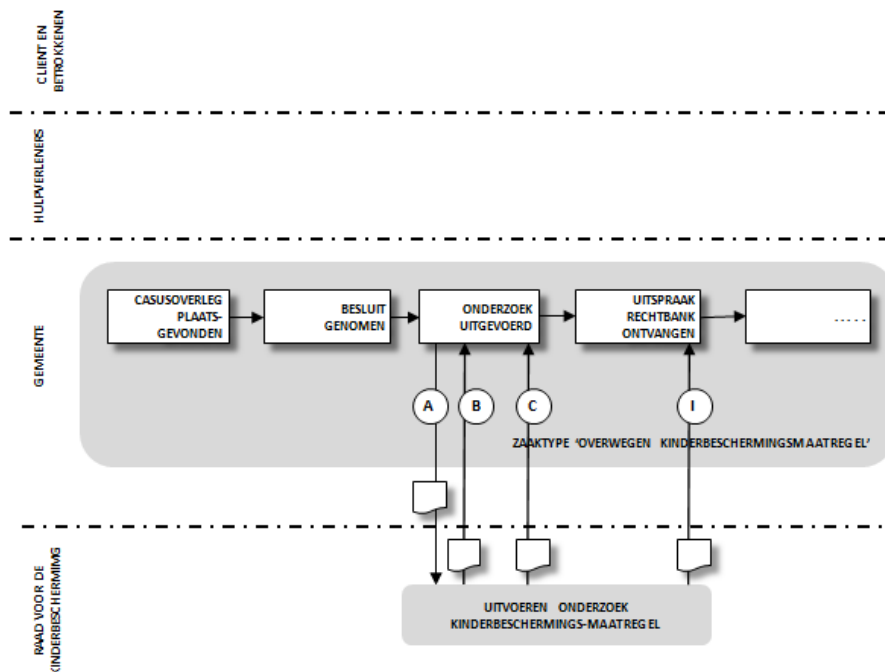 CLIENT EN
BETROKKENEN
HULPVERLENERS
GEMEENTE
CASUSOVERLEG
PLAATS-
GEVONDEN
BESLUIT
GENOMEN
ONDERZOEK
UITGEVOERD
UITSPRAAK
RECHTBANK
ONTVANGEN
.....
A
B
C
I
ZAAKTYPE ‘OVERWEGEN KINDERBESCHERMINGSMAATREGEL’
RAAD VOOR DE
KINDERBESCHERMIMG
UITVOEREN ONDERZOEK
KINDERBESCHERMINGS-MAATREGEL